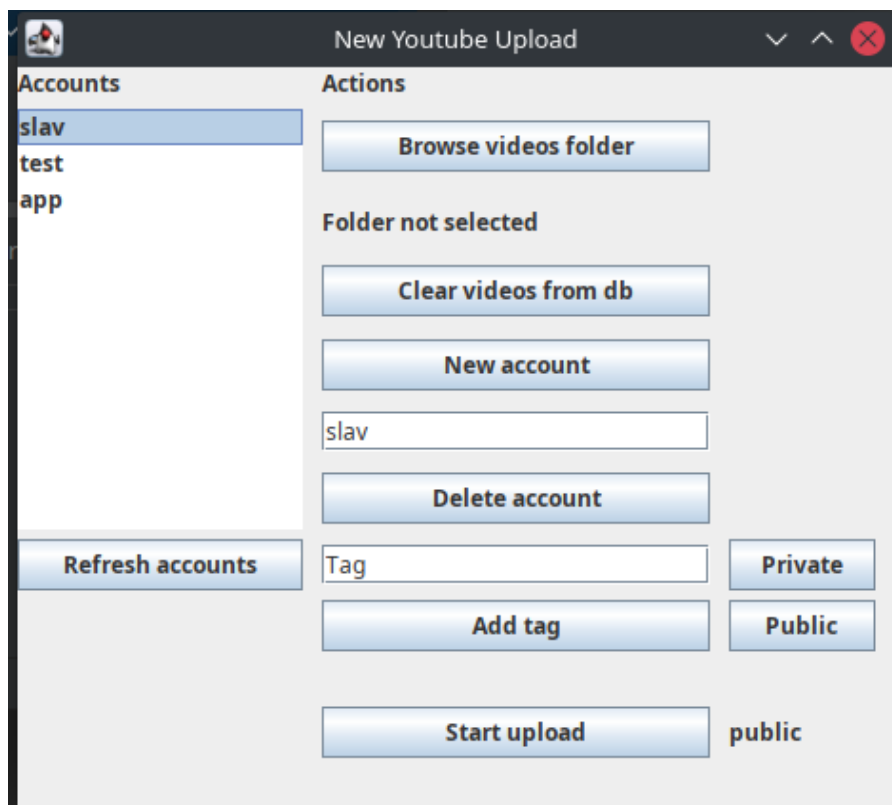 New Youtube Upload
Accounts
slav
test
app
Refresh accounts
Actions
Browse videos folder
Folder not selected
Clear videos from db
New account
slav
Delete account
Tag
Private
Add tag
Public
Start upload
public